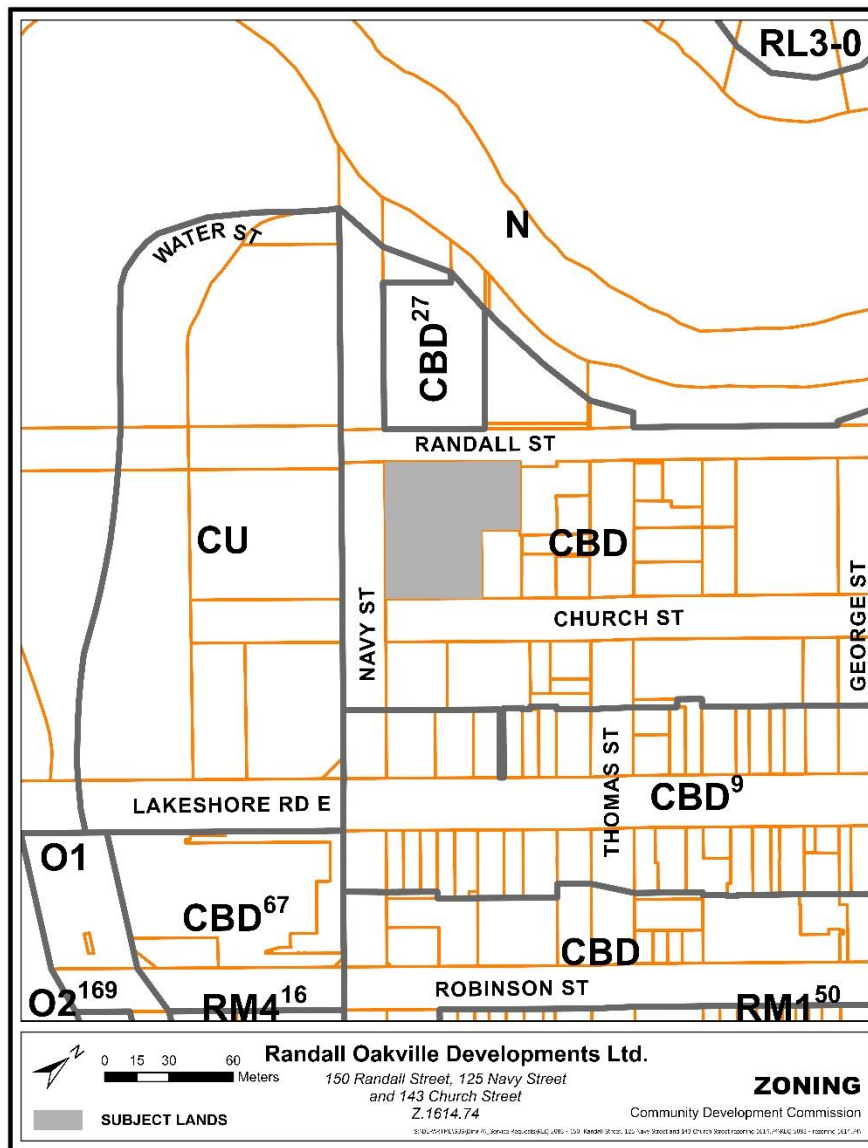 RL3-0
N
WATER ST
CBD27
RANDALL ST
CU
CBD
NAVY ST
CHURCH ST
GEORGE ST
THOMAS ST
CBD9
LAKESHORE RD E
O1
CBD67
CBD
O2169
RM416
ROBINSON ST
RM150
N
0 15 30 60
Meters
SUBJECT LANDS
Randall Oakville Developments Ltd.
150 Randall Street, 125 Navy Street
and 143 Church Street
Z.1614.74
ZONING
Community Development Commission